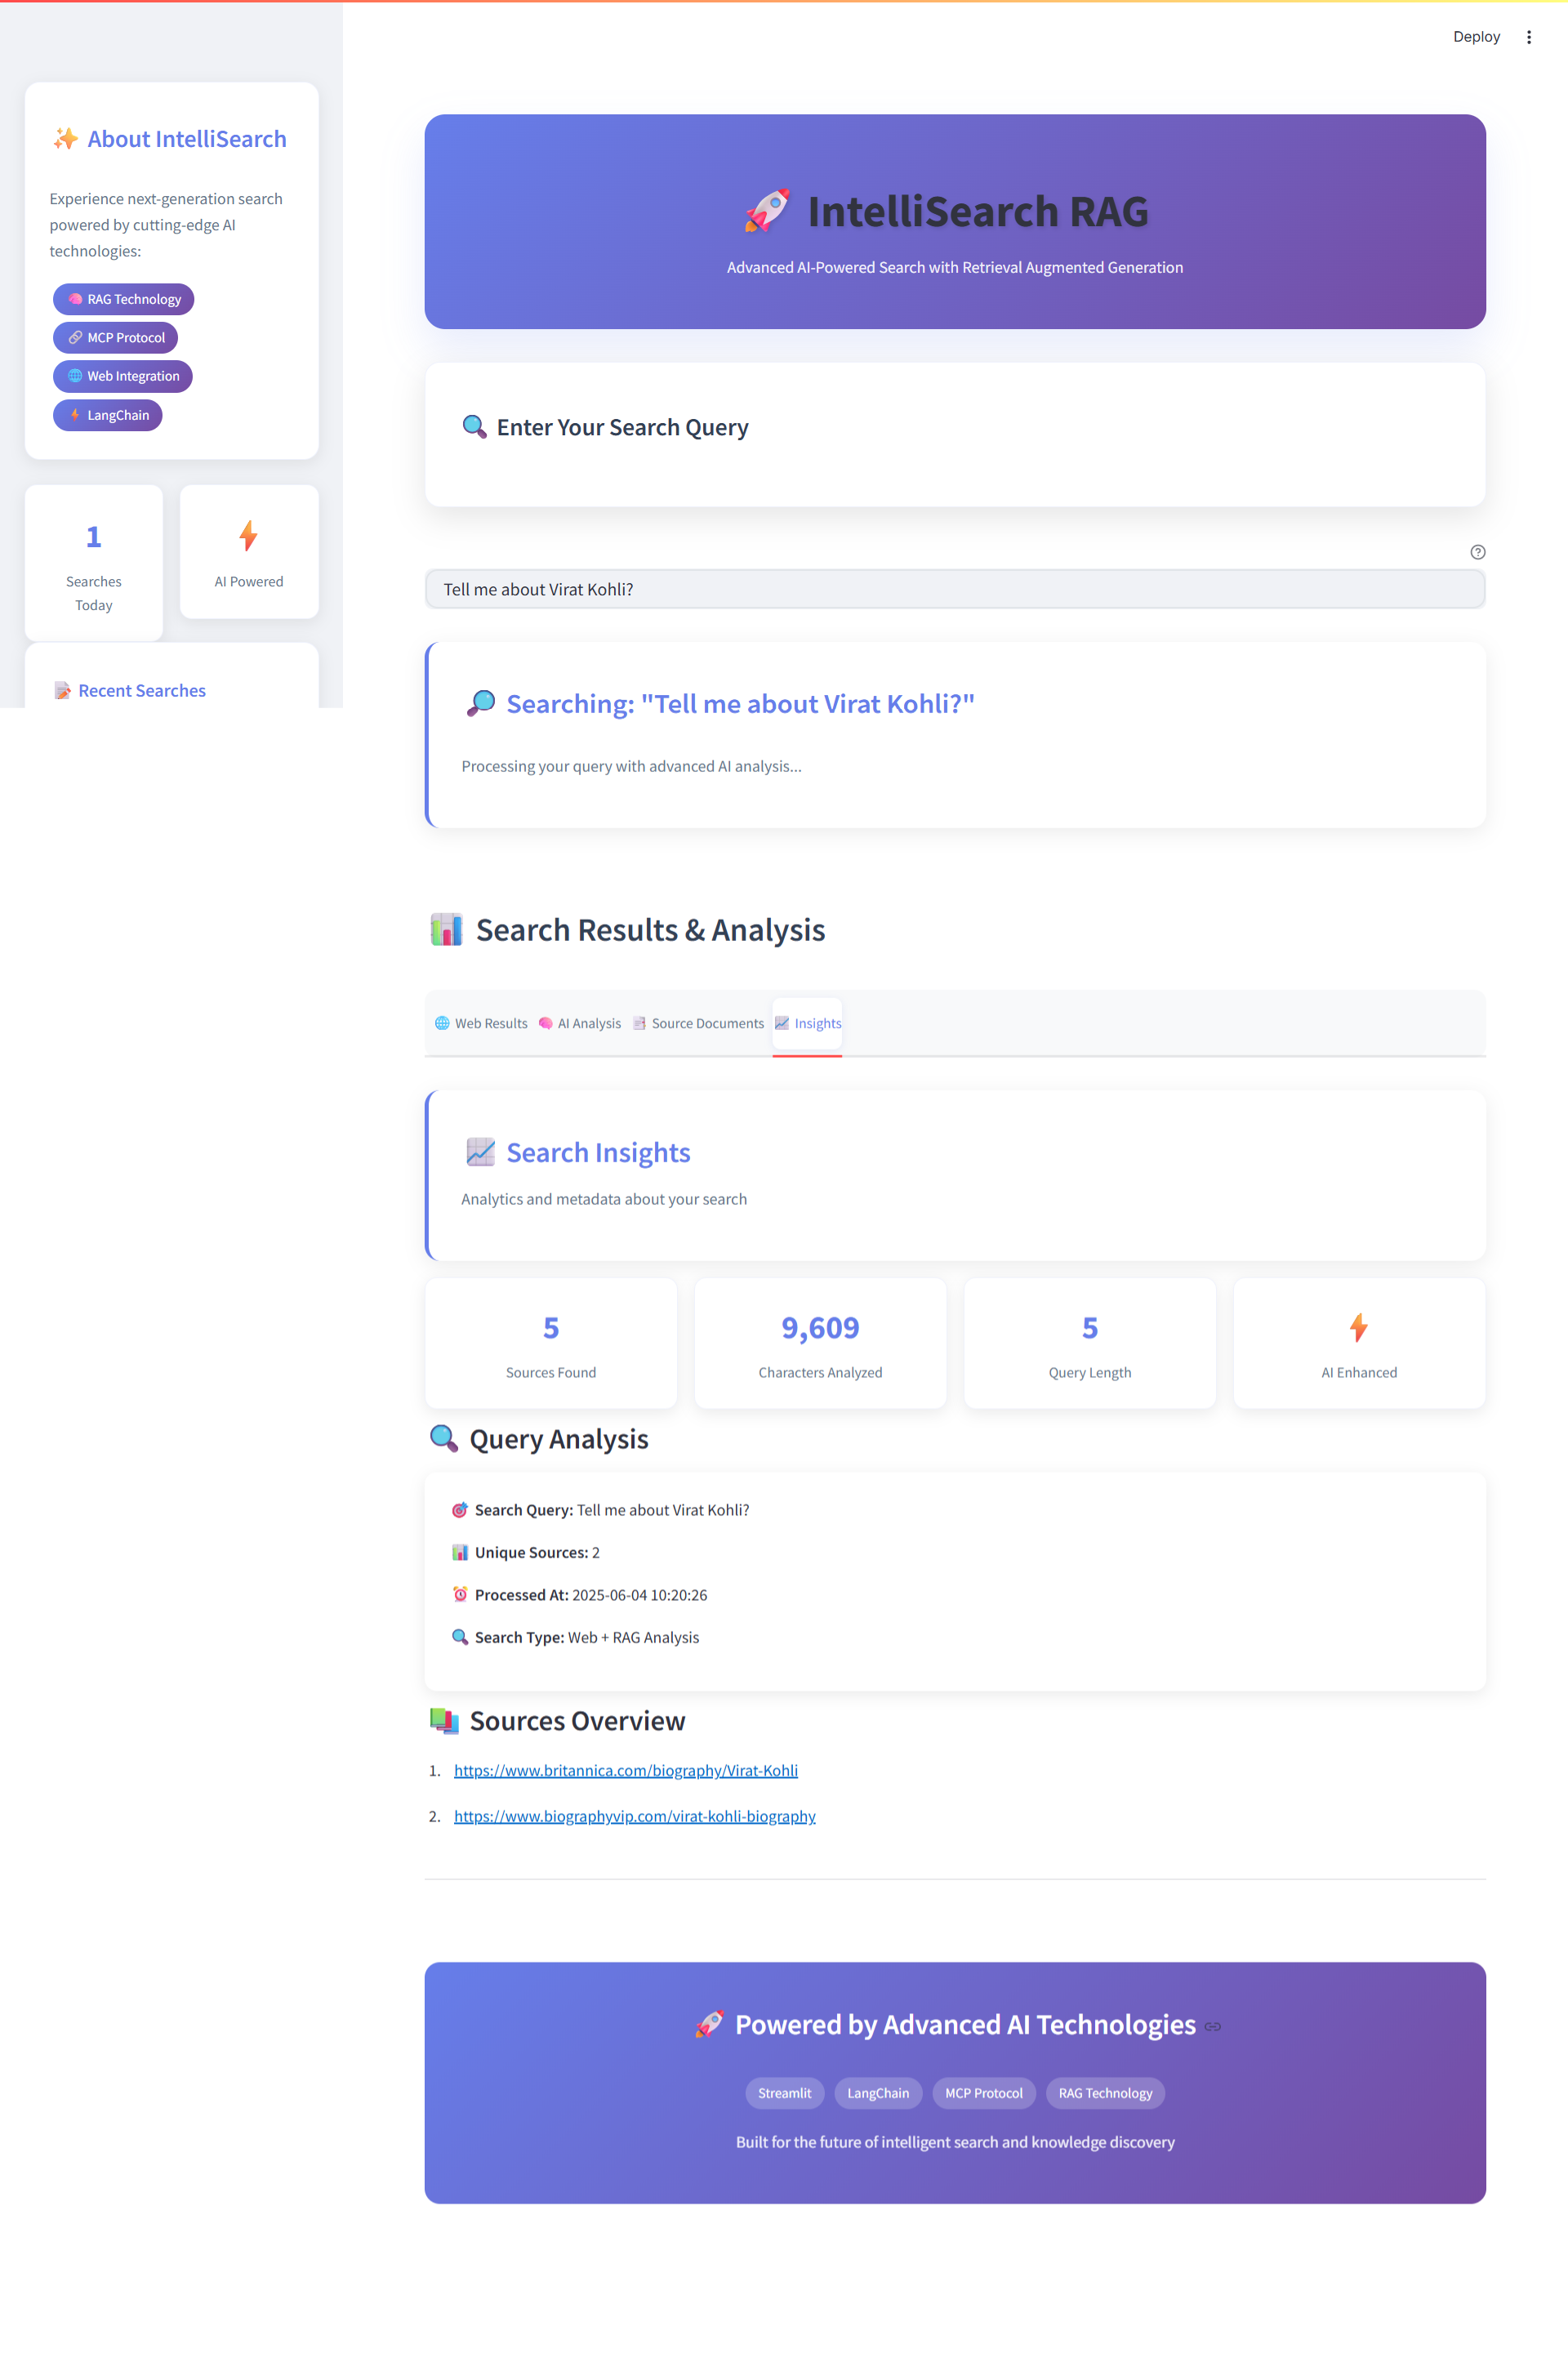 Deploy
✨ About IntelliSearch
Experience next-generation search
powered by cutting-edge AI
technologies:
🧠 RAG Technology
🔗 MCP Protocol
🌐 Web Integration
⚡ LangChain
1
Searches
Today
⚡
AI Powered
📝 Recent Searches
🚀 IntelliSearch RAG
Advanced AI-Powered Search with Retrieval Augmented Generation
🔍 Enter Your Search Query
Tell me about Virat Kohli?
🔎 Searching: "Tell me about Virat Kohli?"
Processing your query with advanced AI analysis...
📊 Search Results & Analysis
🌐 Web Results 🧠 AI Analysis 📑 Source Documents 📈 Insights
📈 Search Insights
Analytics and metadata about your search
5
Sources Found
9,609
Characters Analyzed
5
Query Length
⚡
AI Enhanced
🔍 Query Analysis
🎯 Search Query: Tell me about Virat Kohli?
📊 Unique Sources: 2
⏰ Processed At: 2025-06-04 10:20:26
🔍 Search Type: Web + RAG Analysis
📚 Sources Overview
1. https://www.britannica.com/biography/Virat-Kohli
2. https://www.biographyvip.com/virat-kohli-biography
🚀 Powered by Advanced AI Technologies
Streamlit LangChain MCP Protocol RAG Technology
Built for the future of intelligent search and knowledge discovery